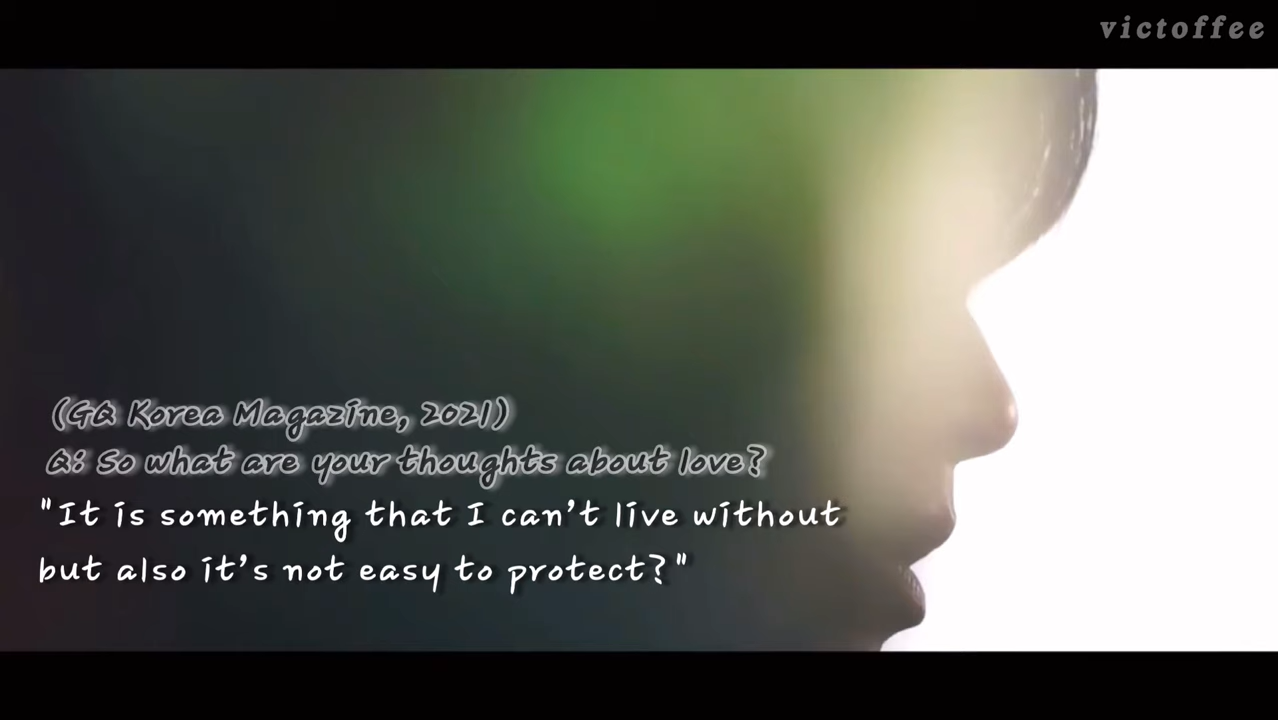 victoffee
(GQ Korea Magazine, 2021)
Q: So what are your thoughts about love?
"It is something that I can't live without
but also it's not easy to protect?"